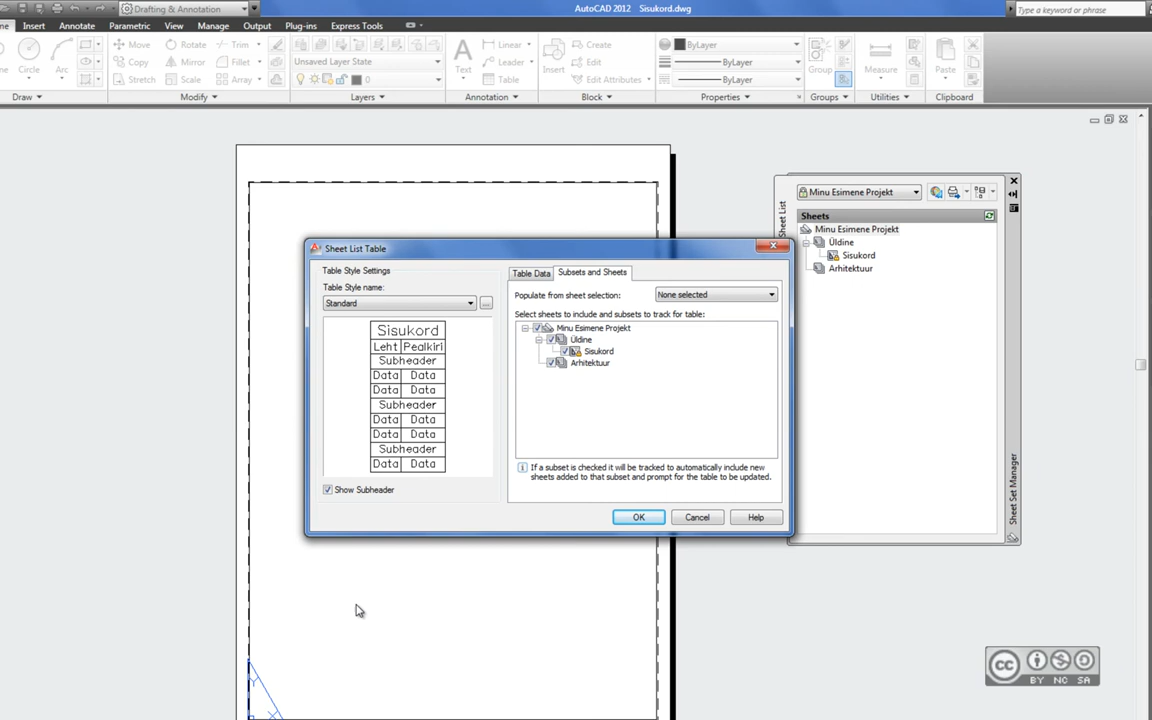 Drafting & Annotation
AutoCAD 2012 Sisukord.dwg
Type a keyword or phrase
Insert Annotate Parametric View Manage Output Plug-ins Express Tools
Move Rotate Trim
Copy Mirror Fillet
Stretch Scale Array
Circle Arc
Unsaved Layer State
0
Text Linear
Leader
Table
Insert Create
Edit
Edit Attributes
ByLayer
ByLayer
ByLayer
Group Measure Paste
Draw Modify Layers Annotation Block Properties Groups Utilities Clipboard
Sheet List Table
Table Style Settings
Table Style name:
Standard
...
Sisukord
Leht Pealkiri
Subheader
Data Data
Data Data
Subheader
Data Data
Data Data
Subheader
Data Data
Show Subheader
Table Data Subsets and Sheets
Populate from sheet selection: None selected
Select sheets to include and subsets to track for table:
Minu Esimene Projekt
Üldine
Sisukord
Arhitektuur
If a subset is checked it will be tracked to automatically include new
sheets added to that subset and prompt for the table to be updated.
OK Cancel Help
Minu Esimene Projekt
Sheets
Minu Esimene Projekt
Üldine
Sisukord
Arhitektuur
Sheet List
Sheet Set Manager
Y
X
cc
BY NC SA